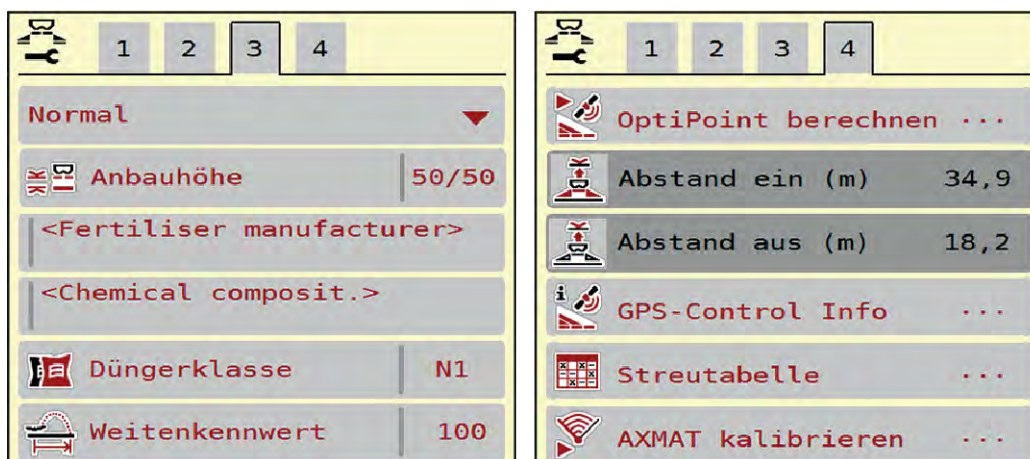 1 2 3 4
Normal
Anbauhöhe 50/50
<Fertiliser manufacturer>
<Chemical composit.>
Düngerklasse N1
Weitenkennwert 100
1 2 3 4
OptiPoint berechnen ...
Abstand ein (m) 34,9
Abstand aus (m) 18,2
GPS-Control Info ...
Streutabelle ...
AXMAT kalibrieren ...